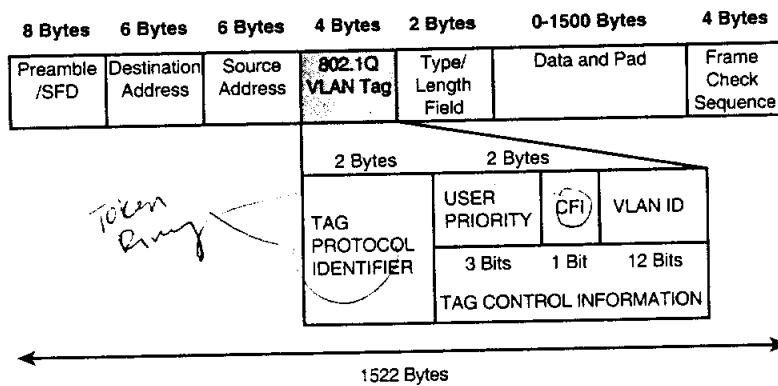 8 Bytes 6 Bytes 6 Bytes 4 Bytes 2 Bytes 0-1500 Bytes 4 Bytes
Preamble
/SFD
Destination
Address
Source
Address
802.1Q
VLAN Tag
Type/
Length
Field
Data and Pad
Frame
Check
Sequence
2 Bytes 2 Bytes
Token
Ring
TAG
PROTOCOL
IDENTIFIER
USER
PRIORITY
CFI
VLAN ID
3 Bits 1 Bit 12 Bits
TAG CONTROL INFORMATION
1522 Bytes